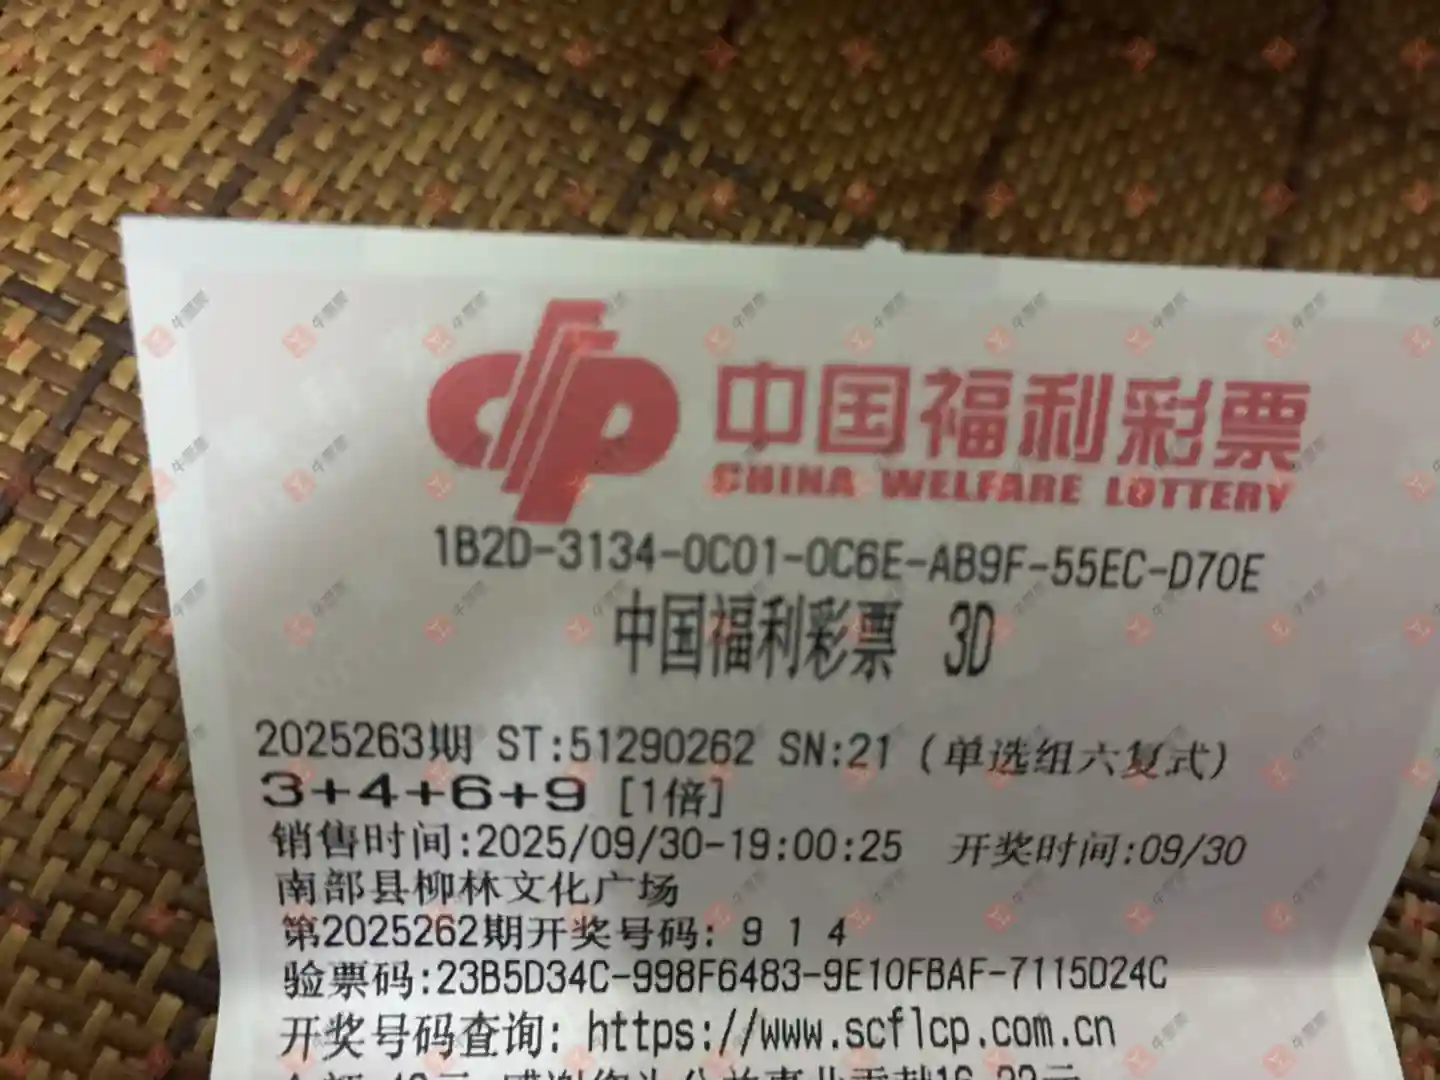 中国福利彩票
CHINA WELFARE LOTTERY
1B2D-3134-0C01-0C6E-AB9F-55EC-D70E
中国福利彩票 3D
2025263期 ST:51290262 SN:21 (单选组六复式)
3+4+6+9 [1倍]
销售时间:2025/09/30-19:00:25 开奖时间:09/30
南部县柳林文化广场
第2025262期开奖号码: 9 1 4
验票码:23B5D34C-998F6483-9E10FBAF-7115D24C
开奖号码查询: https://www.scflcp.com.cn